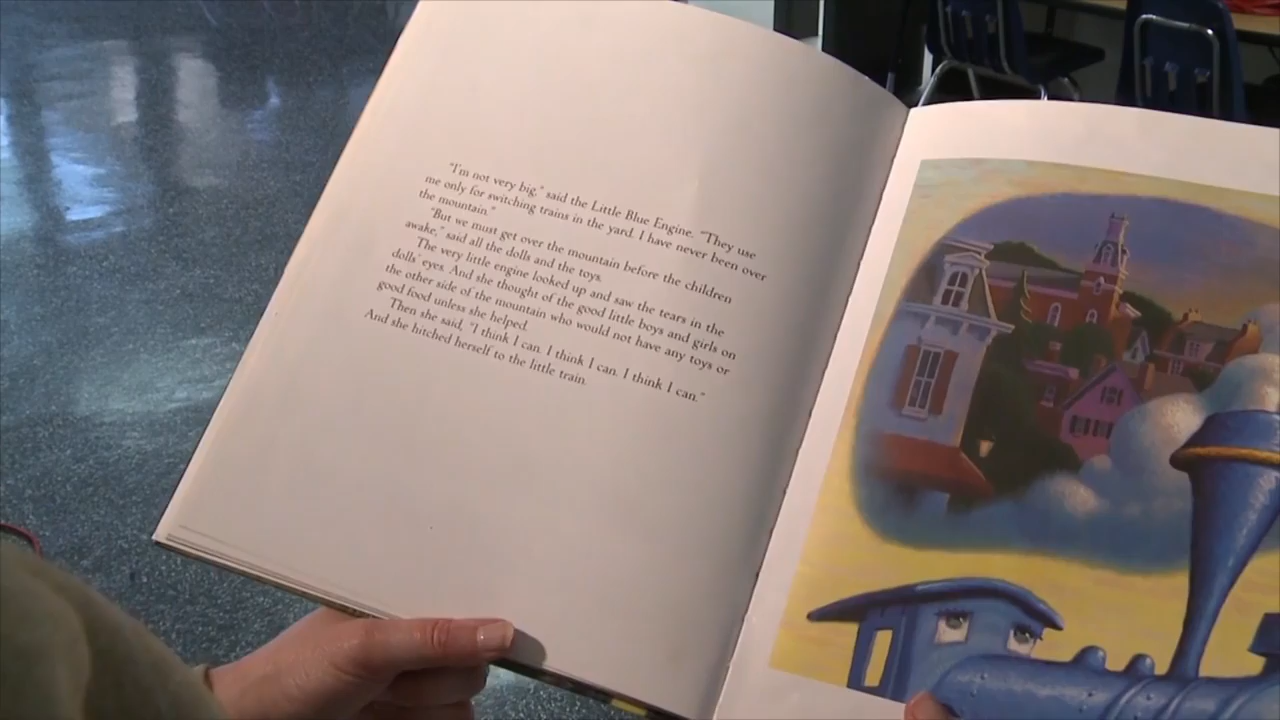 "I'm not very big," said the Little Blue Engine. "They use
me only for switching trains in the yard. I have never been over
the mountain."
"But we must get over the mountain before the children
awake," said all the dolls and the toys.
The very little engine looked up and saw the tears in the
dolls' eyes. And she thought of the good little boys and girls on
the other side of the mountain who would not have any toys or
good food unless she helped.
Then she said, "I think I can. I think I can. I think I can."
And she hitched herself to the little train.